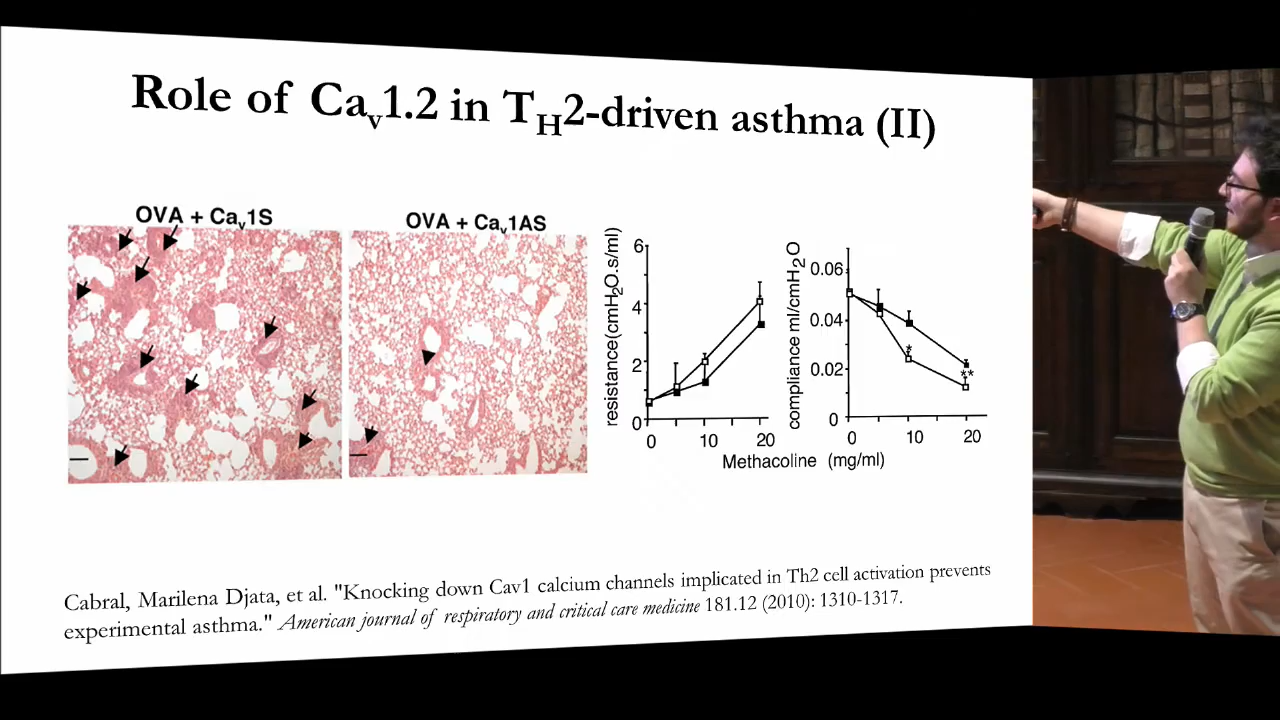 Role of Cav1.2 in TH2-driven asthma (II)
OVA + Cav1S
OVA + Cav1AS
resistance(cmH2O.s/ml)
6
4
2
0
0 10 20
compliance ml/cmH2O
0.06
0.04
0.02
0
*
**
0 10 20
Methacoline (mg/ml)
Cabral, Marilena Djata, et al. "Knocking down Cav1 calcium channels implicated in Th2 cell activation prevents
experimental asthma." American journal of respiratory and critical care medicine 181.12 (2010): 1310-1317.